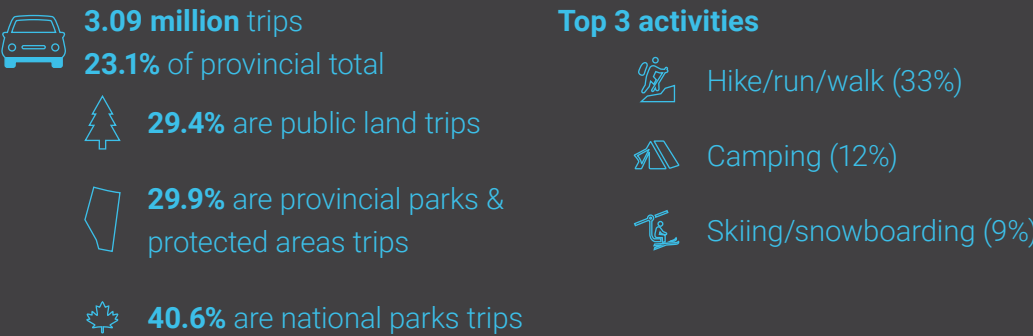 3.09 million trips
23.1% of provincial total
29.4% are public land trips
29.9% are provincial parks &
protected areas trips
40.6% are national parks trips
Top 3 activities
Hike/run/walk (33%)
Camping (12%)
Skiing/snowboarding (9%)